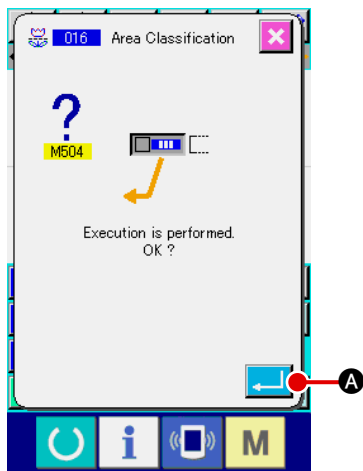 016 Area Classification
?
M504
Execution is performed.
OK ?
A
i
M